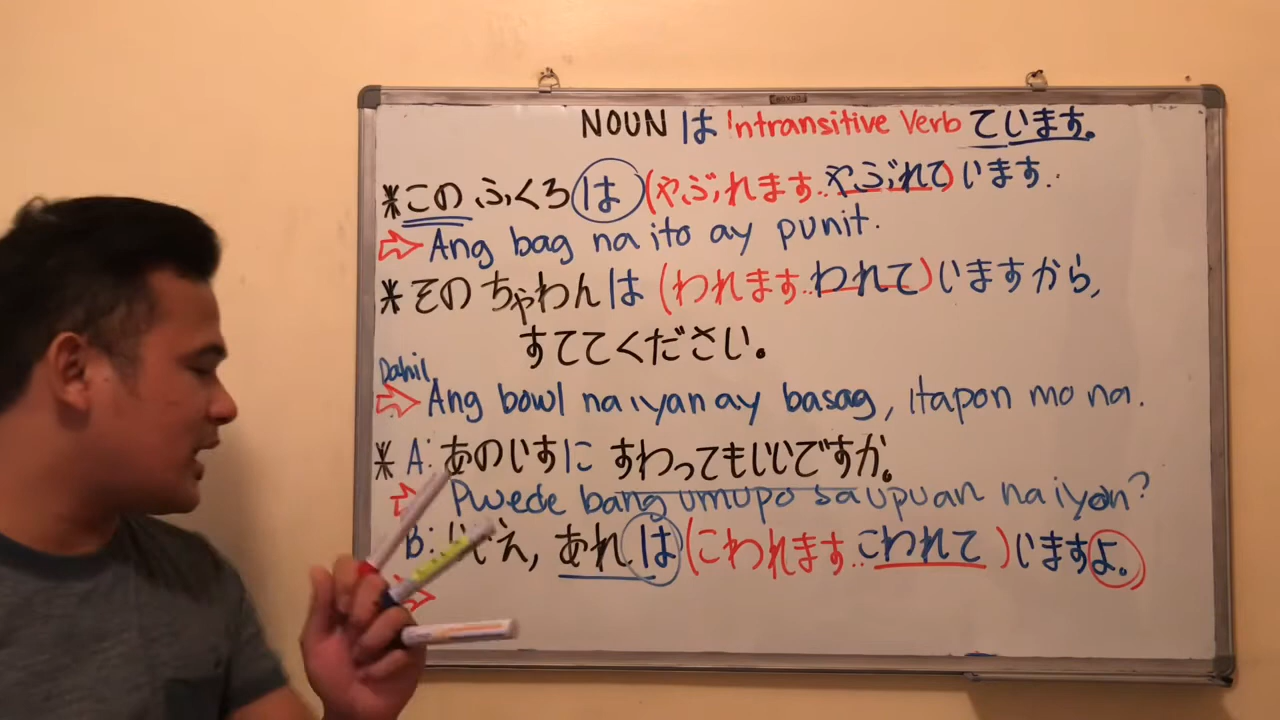 NOUN は Intransitive Verb ています。
*このふくろは(やぶれます..やぶれて)います..
⇨ Ang bag na ito ay punit.
*そのちゃわんは(われます..われて)いますから,
すててください。
Dahil
⇨ Ang bowl na iyan ay basag, itapon mo na.
*A:あのいすに すわってもいいですか。
Pwede bang umupo sa upuan na iyon?
B:いいえ, あれは(こわれます..こわれて)いますよ。